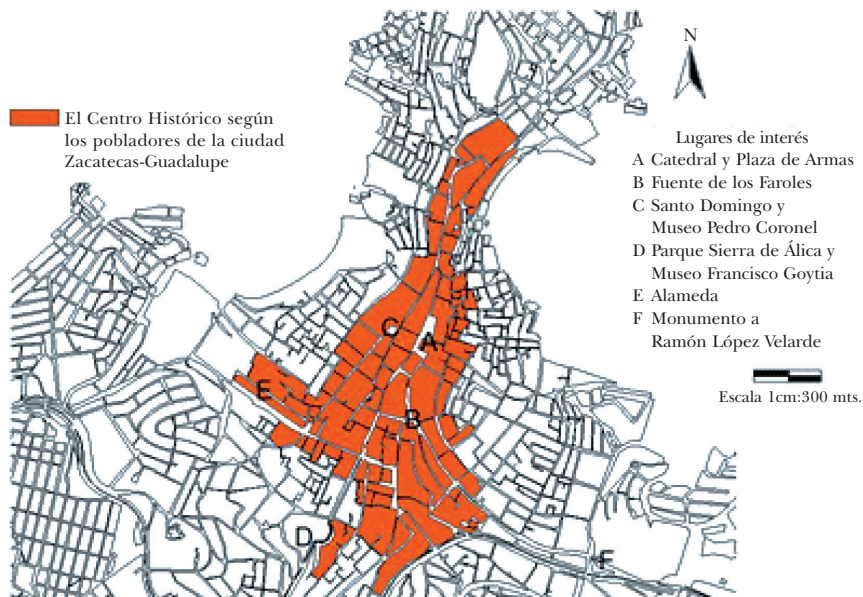 N
El Centro Histórico según
los pobladores de la ciudad
Zacatecas-Guadalupe
Lugares de interés
A Catedral y Plaza de Armas
B Fuente de los Faroles
C Santo Domingo y
Museo Pedro Coronel
D Parque Sierra de Álica y
Museo Francisco Goytia
E Alameda
F Monumento a
Ramón López Velarde
Escala 1cm:300 mts.
C
A
E
B
D
F